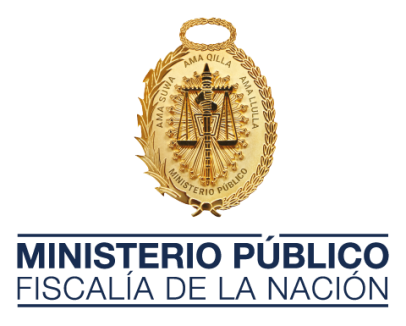 AMA SUWA AMA QILLA AMA LLULLA
MINISTERIO PÚBLICO
MINISTERIO PÚBLICO
FISCALÍA DE LA NACIÓN